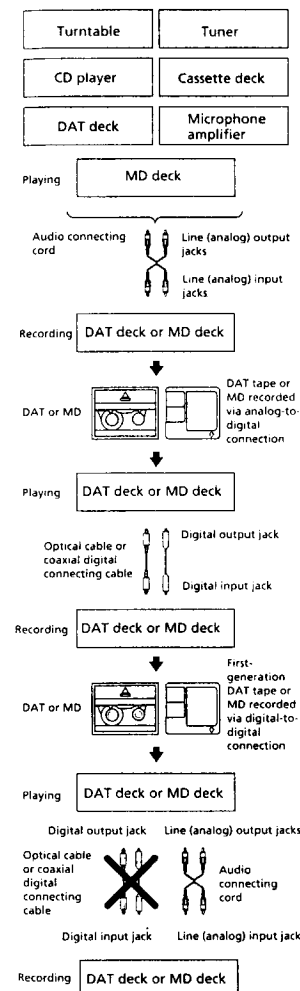 Turntable
Tuner
CD player
Cassette deck
DAT deck
Microphone
amplifier
Playing
MD deck
Audio connecting
cord
Line (analog) output
jacks
Line (analog) input
jacks
Recording
DAT deck or MD deck
DAT or MD
DAT tape or
MD recorded
via analog-to-
digital
connection
Playing
DAT deck or MD deck
Optical cable or
coaxial digital
connecting cable
Digital output jack
Digital input jack
Recording
DAT deck or MD deck
DAT or MD
First-
generation
DAT tape or
MD recorded
via digital-to-
digital
connection
Playing
DAT deck or MD deck
Digital output jack
Line (analog) output jacks
Optical cable
or coaxial
digital
connecting
cable
Audio
connecting
cord
Digital input jack
Line (analog) input jacks
Recording
DAT deck or MD deck